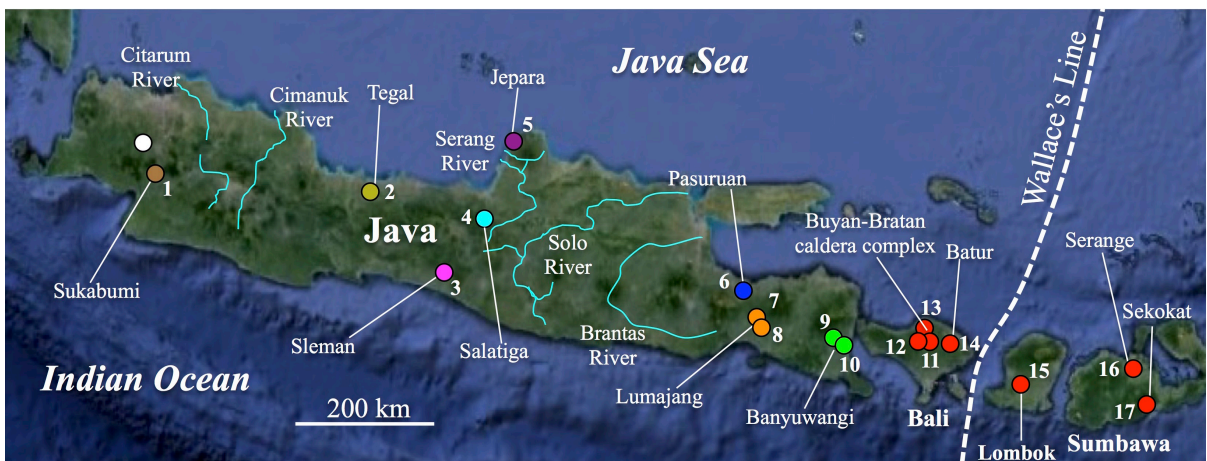 Citarum
River
Cimanuk
River
Tegal
Jepara
5
Java Sea
Wallace's Line
Serang
River
Pasuruan
Buyan-Bratan
caldera complex
Batur
Serange
Sekokat
1
2
4
Java
Solo
River
Sukabumi
3
Sleman
Salatiga
6
7
8
Brantas
River
Lumajang
9
10
Banyuwangi
13
12
11
14
15
16
17
Indian Ocean
200 km
Bali
Lombok
Sumbawa